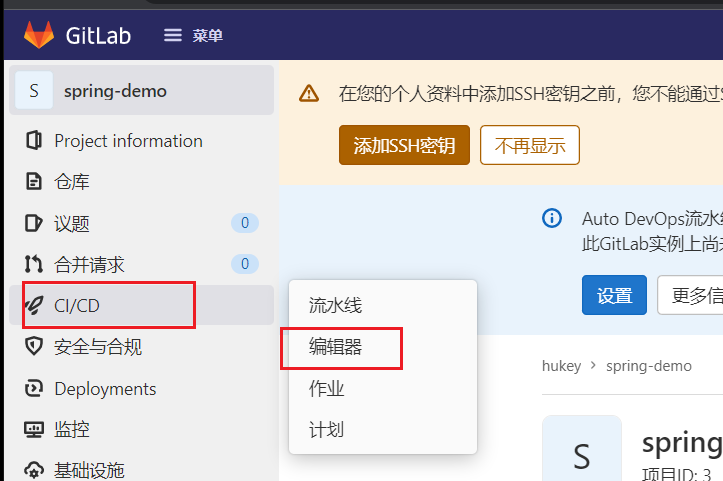 GitLab
菜单
S
spring-demo
Project information
仓库
议题
0
合并请求
0
CI/CD
安全与合规
Deployments
监控
基础设施
流水线
编辑器
作业
计划
在您的个人资料中添加SSH密钥之前，您不能通过
添加SSH密钥
不再显示
Auto DevOps流水
此GitLab实例上尚
设置
更多信
hukey
spring-demo
S
spring
项目ID: 3